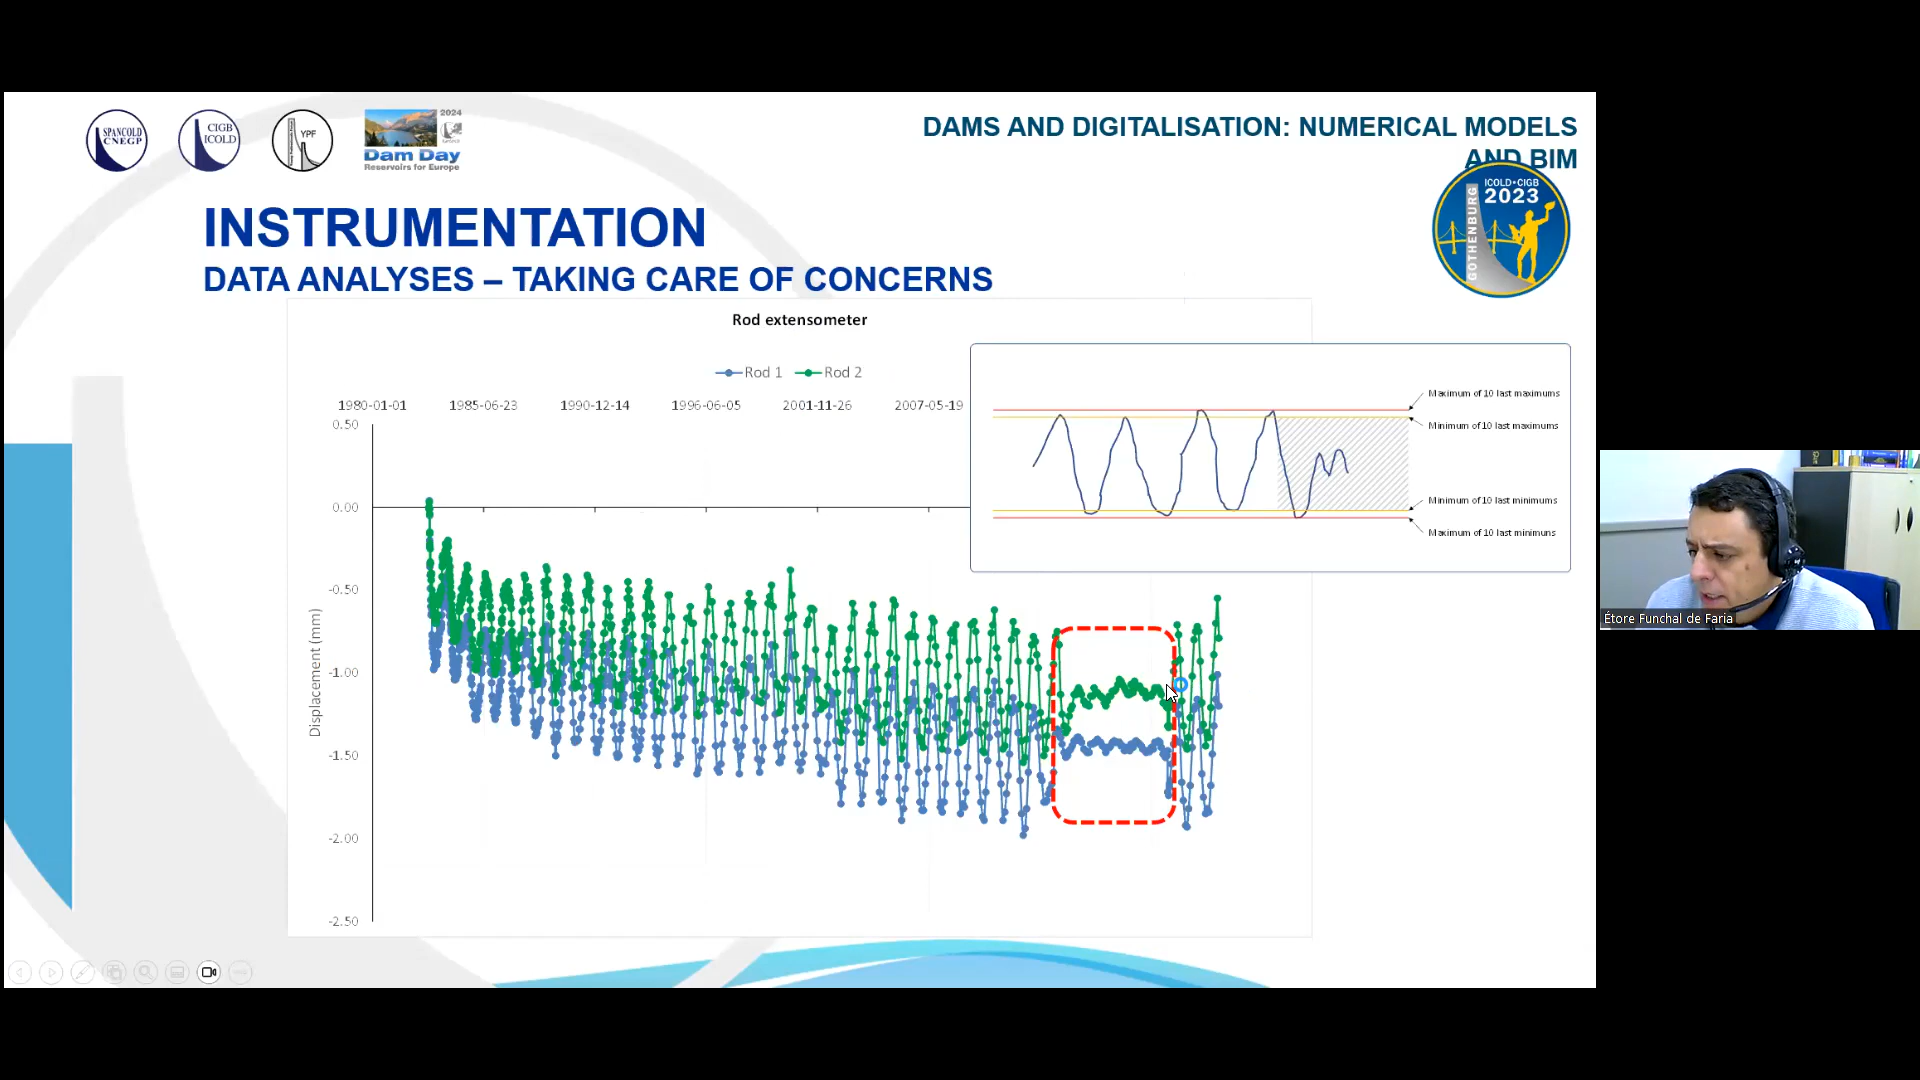 SPANCOLD
CNEGP
CIGB
ICOLD
YPF
2024
Dam Day
Reservoirs for Europe
DAMS AND DIGITALISATION: NUMERICAL MODELS
AND BIM
ICOLD•CIGB
2023
GOTHENBURG
INSTRUMENTATION
DATA ANALYSES – TAKING CARE OF CONCERNS
Rod extensometer
Rod 1
Rod 2
1980-01-01
1985-06-23
1990-12-14
1996-06-05
2001-11-26
2007-05-19
0.50
0.00
-0.50
-1.00
-1.50
-2.00
-2.50
Displacement (mm)
Maximum of 10 last maximums
Minimum of 10 last maximums
Minimum of 10 last minimums
Maximum of 10 last minimuns
Étore Funchal de Faria